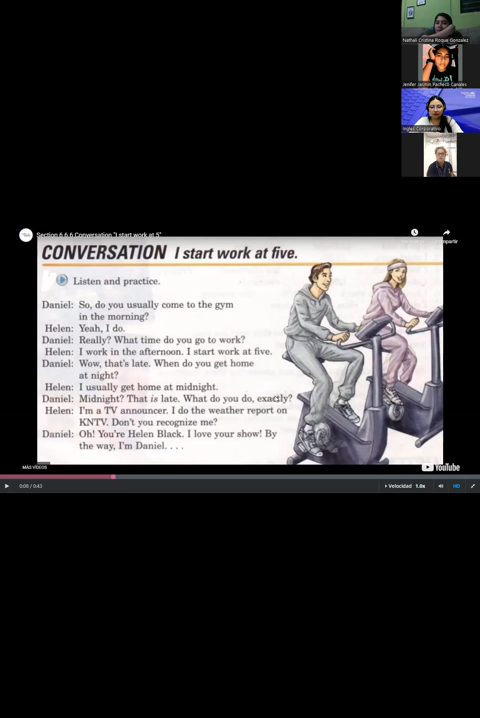 Nathali Cristina Roque Gonzalez
Jenifer Jazmin Pacheco Canales
Ingles Corporativo
Section 6 6.6 Conversation "I start work at 5"
partir
CONVERSATION I start work at five.
Listen and practice.
Daniel: So, do you usually come to the gym
in the morning?
Helen: Yeah, I do.
Daniel: Really? What time do you go to work?
Helen: I work in the afternoon. I start work at five.
Daniel: Wow, that's late. When do you get home
at night?
Helen: I usually get home at midnight.
Daniel: Midnight? That is late. What do you do, exactly?
Helen: I'm a TV announcer. I do the weather report on
KNTV. Don't you recognize me?
Daniel: Oh! You're Helen Black. I love your show! By
the way, I'm Daniel. . . .
MÁS VÍDEOS
YouTube
0:08 / 0:43
Velocidad 1.0x
HD